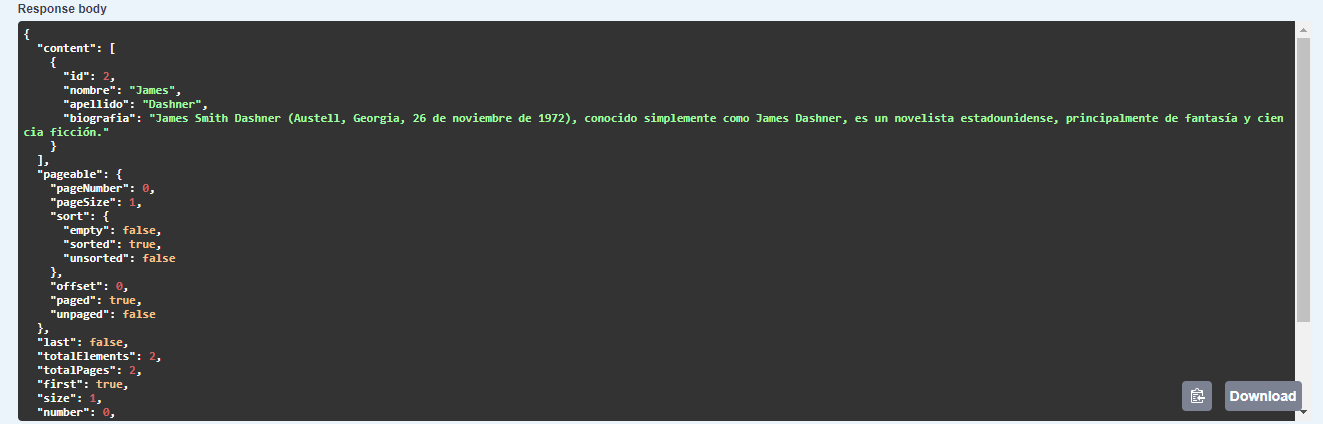 Response body
{
  "content": [
    {
      "id": 2,
      "nombre": "James",
      "apellido": "Dashner",
      "biografia": "James Smith Dashner (Austell, Georgia, 26 de noviembre de 1972), conocido simplemente como James Dashner, es un novelista estadounidense, principalmente de fantasía y cien
cia ficción."
    }
  ],
  "pageable": {
    "pageNumber": 0,
    "pageSize": 1,
    "sort": {
      "empty": false,
      "sorted": true,
      "unsorted": false
    },
    "offset": 0,
    "paged": true,
    "unpaged": false
  },
  "last": false,
  "totalElements": 2,
  "totalPages": 2,
  "first": true,
  "size": 1,
  "number": 0,
Download